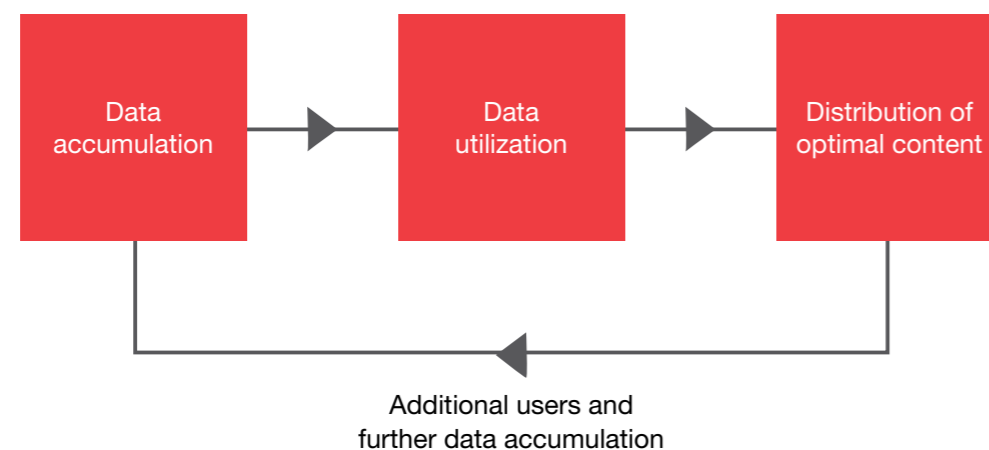 Data
accumulation
Data
utilization
Distribution of
optimal content
Additional users and
further data accumulation